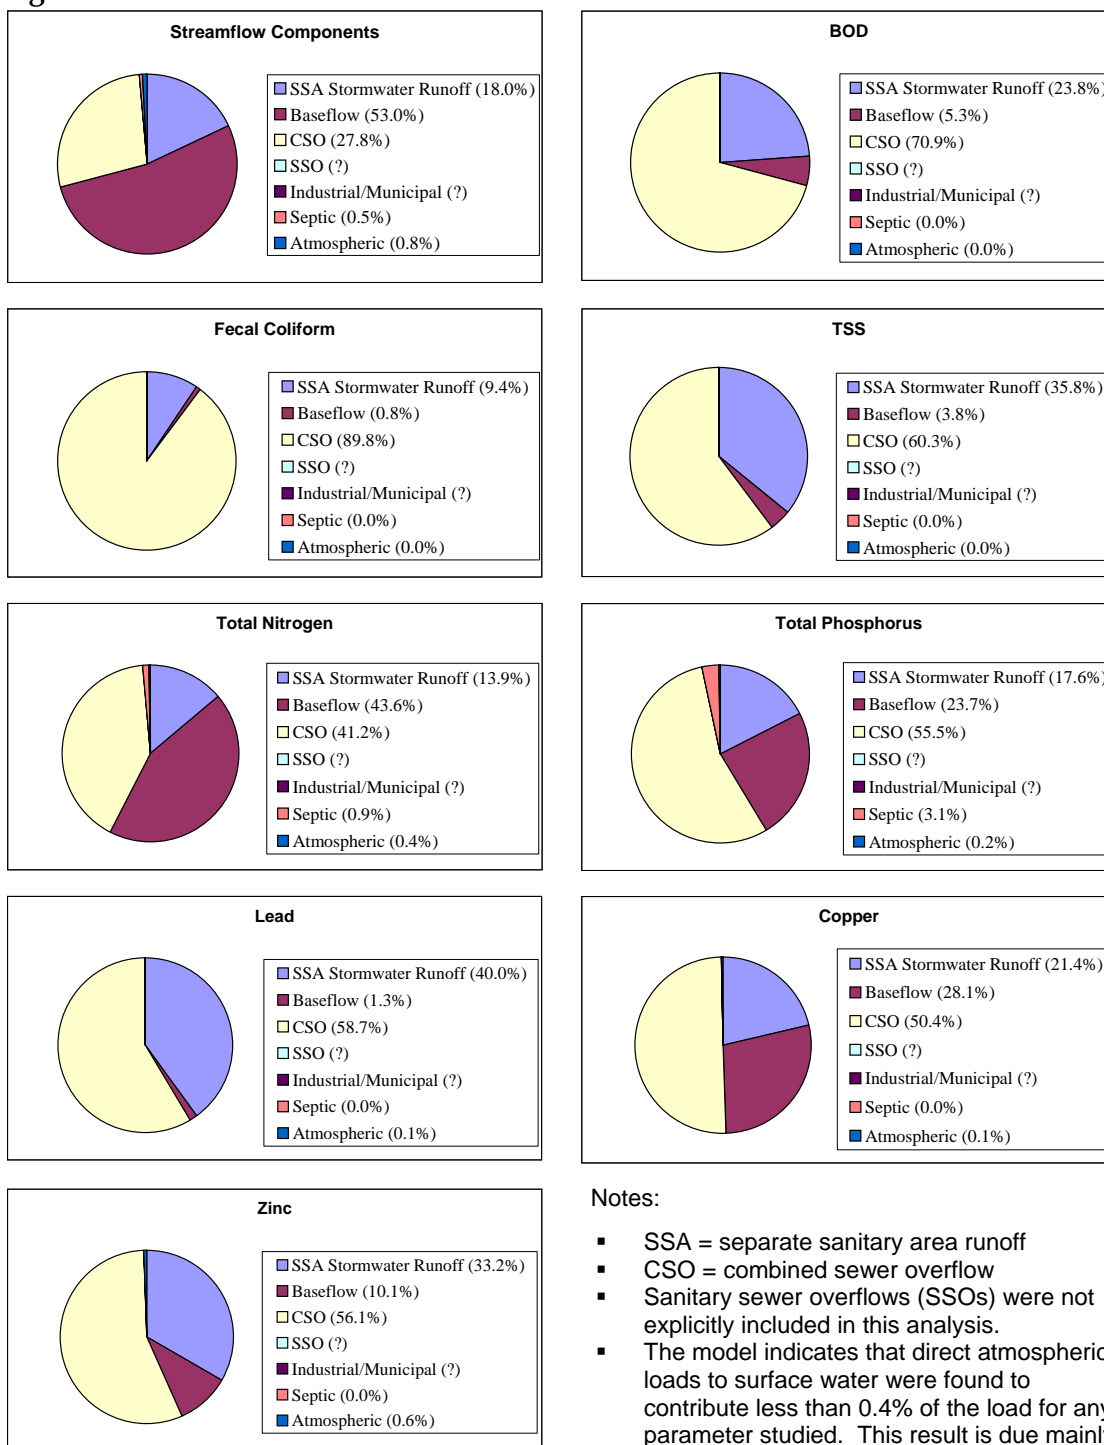 Streamflow Components
SSA Stormwater Runoff (18.0%)
Baseflow (53.0%)
CSO (27.8%)
SSO (?)
Industrial/Municipal (?)
Septic (0.5%)
Atmospheric (0.8%)
BOD
SSA Stormwater Runoff (23.8%)
Baseflow (5.3%)
CSO (70.9%)
SSO (?)
Industrial/Municipal (?)
Septic (0.0%)
Atmospheric (0.0%)
Fecal Coliform
SSA Stormwater Runoff (9.4%)
Baseflow (0.8%)
CSO (89.8%)
SSO (?)
Industrial/Municipal (?)
Septic (0.0%)
Atmospheric (0.0%)
TSS
SSA Stormwater Runoff (35.8%)
Baseflow (3.8%)
CSO (60.3%)
SSO (?)
Industrial/Municipal (?)
Septic (0.0%)
Atmospheric (0.0%)
Total Nitrogen
SSA Stormwater Runoff (13.9%)
Baseflow (43.6%)
CSO (41.2%)
SSO (?)
Industrial/Municipal (?)
Septic (0.9%)
Atmospheric (0.4%)
Total Phosphorus
SSA Stormwater Runoff (17.6%)
Baseflow (23.7%)
CSO (55.5%)
SSO (?)
Industrial/Municipal (?)
Septic (3.1%)
Atmospheric (0.2%)
Lead
SSA Stormwater Runoff (40.0%)
Baseflow (1.3%)
CSO (58.7%)
SSO (?)
Industrial/Municipal (?)
Septic (0.0%)
Atmospheric (0.1%)
Copper
SSA Stormwater Runoff (21.4%)
Baseflow (28.1%)
CSO (50.4%)
SSO (?)
Industrial/Municipal (?)
Septic (0.0%)
Atmospheric (0.1%)
Zinc
SSA Stormwater Runoff (33.2%)
Baseflow (10.1%)
CSO (56.1%)
SSO (?)
Industrial/Municipal (?)
Septic (0.0%)
Atmospheric (0.6%)
Notes:
▪ SSA = separate sanitary area runoff
▪ CSO = combined sewer overflow
▪ Sanitary sewer overflows (SSOs) were not
explicitly included in this analysis.
▪ The model indicates that direct atmospheric
loads to surface water were found to
contribute less than 0.4% of the load for any
parameter studied. This result is due mainly